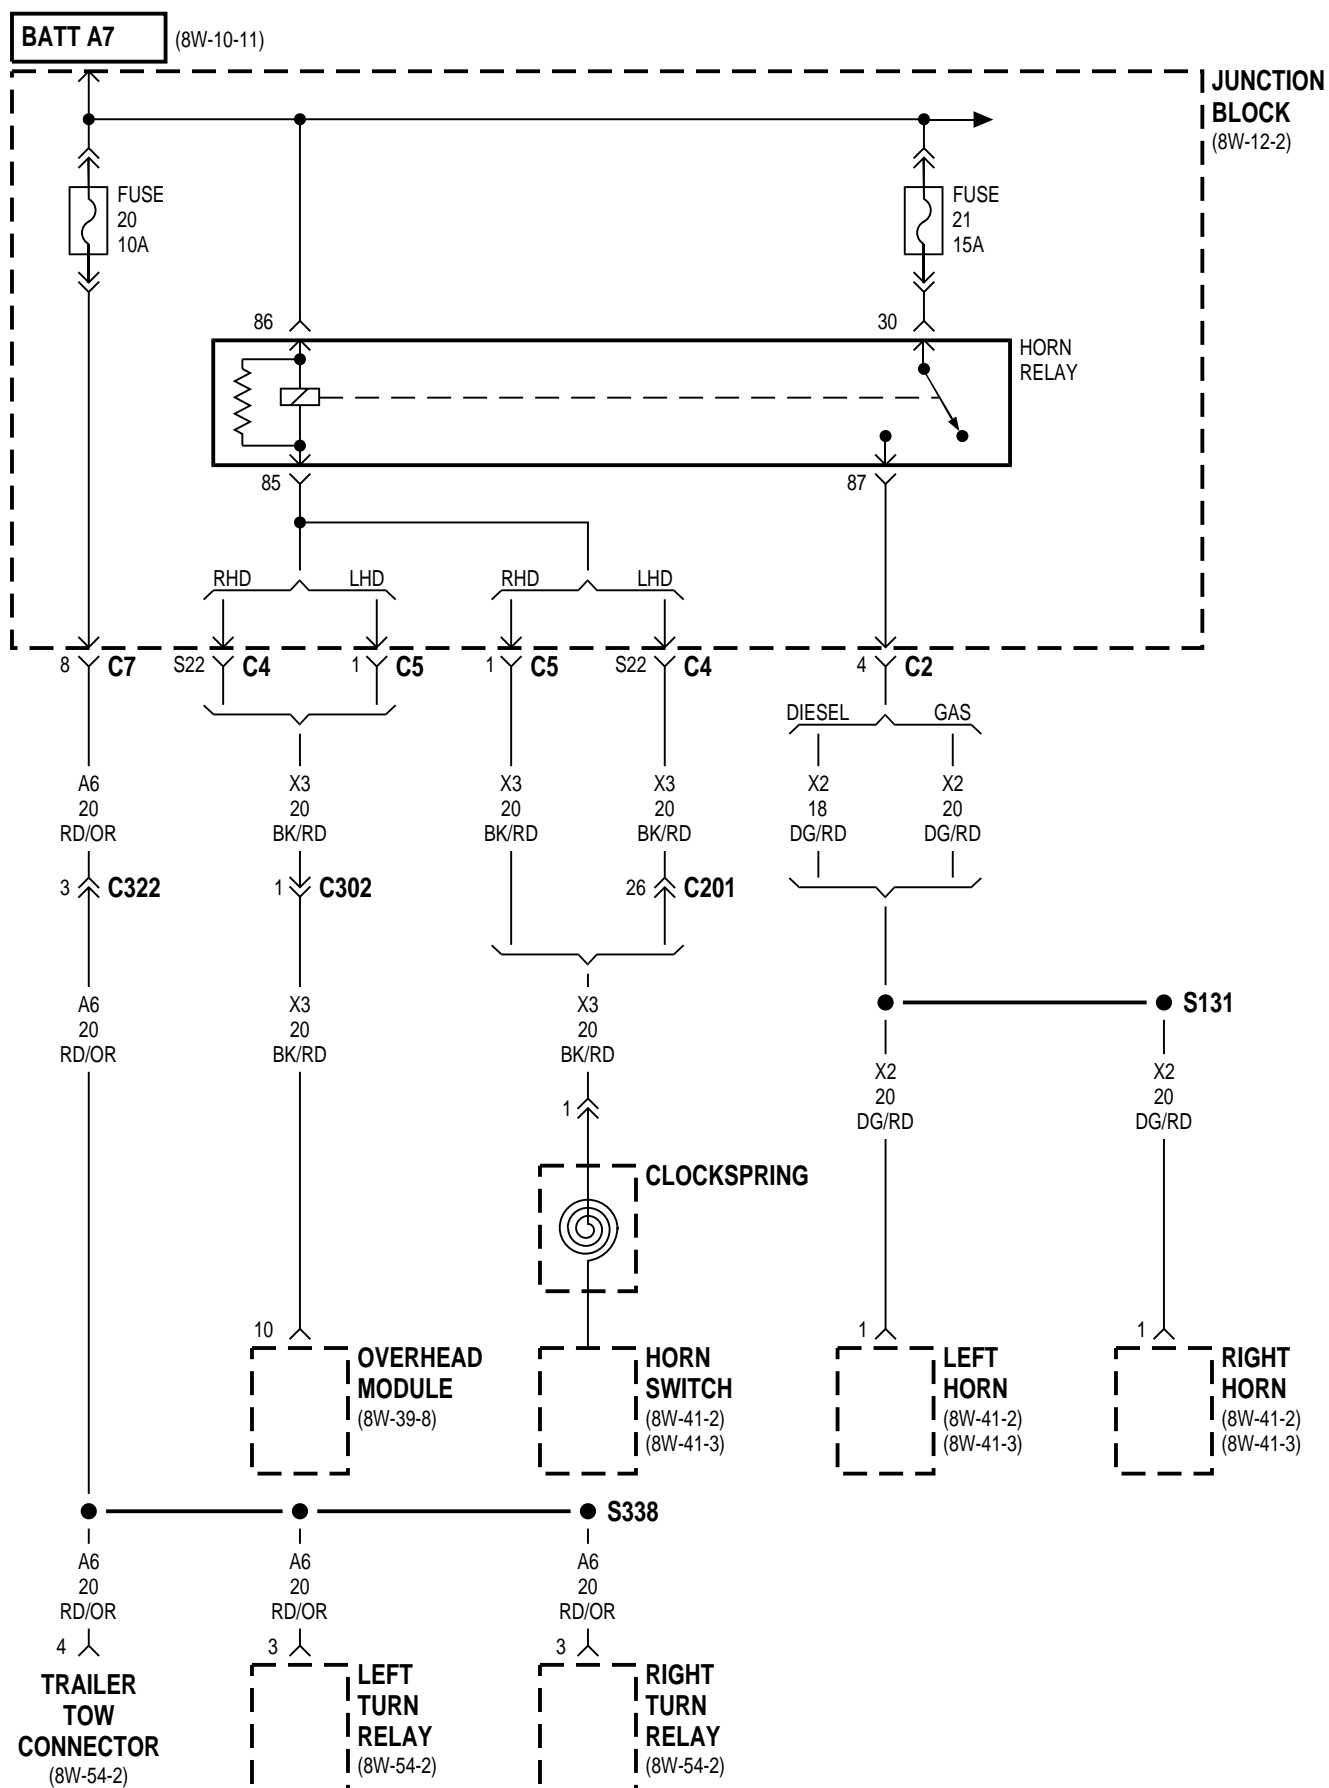 BATT A7 (8W-10-11)
JUNCTION
BLOCK
(8W-12-2)
FUSE
20
10A
FUSE
21
15A
86
30
HORN
RELAY
85
87
RHD LHD RHD LHD
8 C7 S22 C4 1 C5 1 C5 S22 C4 4 C2
DIESEL GAS
A6 X3 X3 X3 X2 X2
20 20 20 20 18 20
RD/OR BK/RD BK/RD BK/RD DG/RD DG/RD
3 C322 1 C302 26 C201
A6 X3 X3 S131
20 20 20
RD/OR BK/RD BK/RD
X2 X2
20 20
DG/RD DG/RD
1
CLOCKSPRING
10 1 1
OVERHEAD
MODULE
(8W-39-8)
HORN
SWITCH
(8W-41-2)
(8W-41-3)
LEFT
HORN
(8W-41-2)
(8W-41-3)
RIGHT
HORN
(8W-41-2)
(8W-41-3)
S338
A6 A6 A6
20 20 20
RD/OR RD/OR RD/OR
4 3 3
TRAILER
TOW
CONNECTOR
(8W-54-2)
LEFT
TURN
RELAY
(8W-54-2)
RIGHT
TURN
RELAY
(8W-54-2)